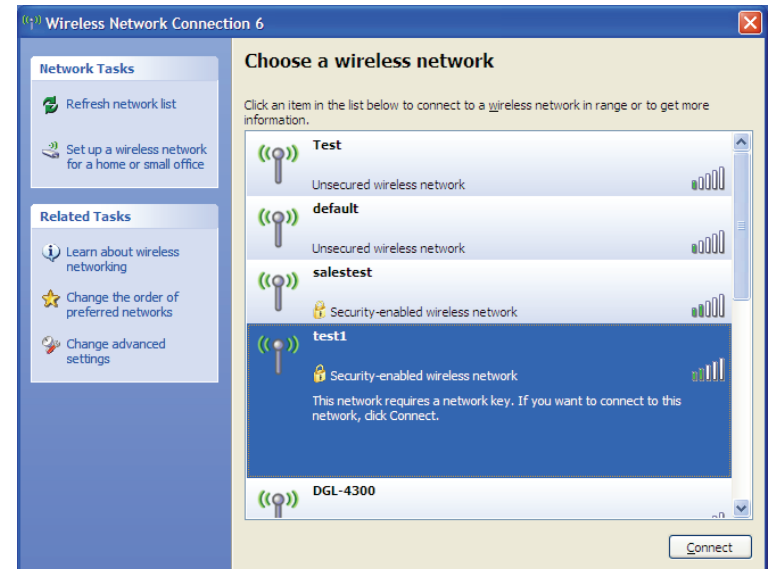 Wireless Network Connection 6
Network Tasks
Refresh network list
Set up a wireless network
for a home or small office
Related Tasks
Learn about wireless
networking
Change the order of
preferred networks
Change advanced
settings
Choose a wireless network
Click an item in the list below to connect to a wireless network in range or to get more
information.
Test
Unsecured wireless network
default
Unsecured wireless network
salestest
Security-enabled wireless network
test1
Security-enabled wireless network
This network requires a network key. If you want to connect to this
network, click Connect.
DGL-4300
Connect